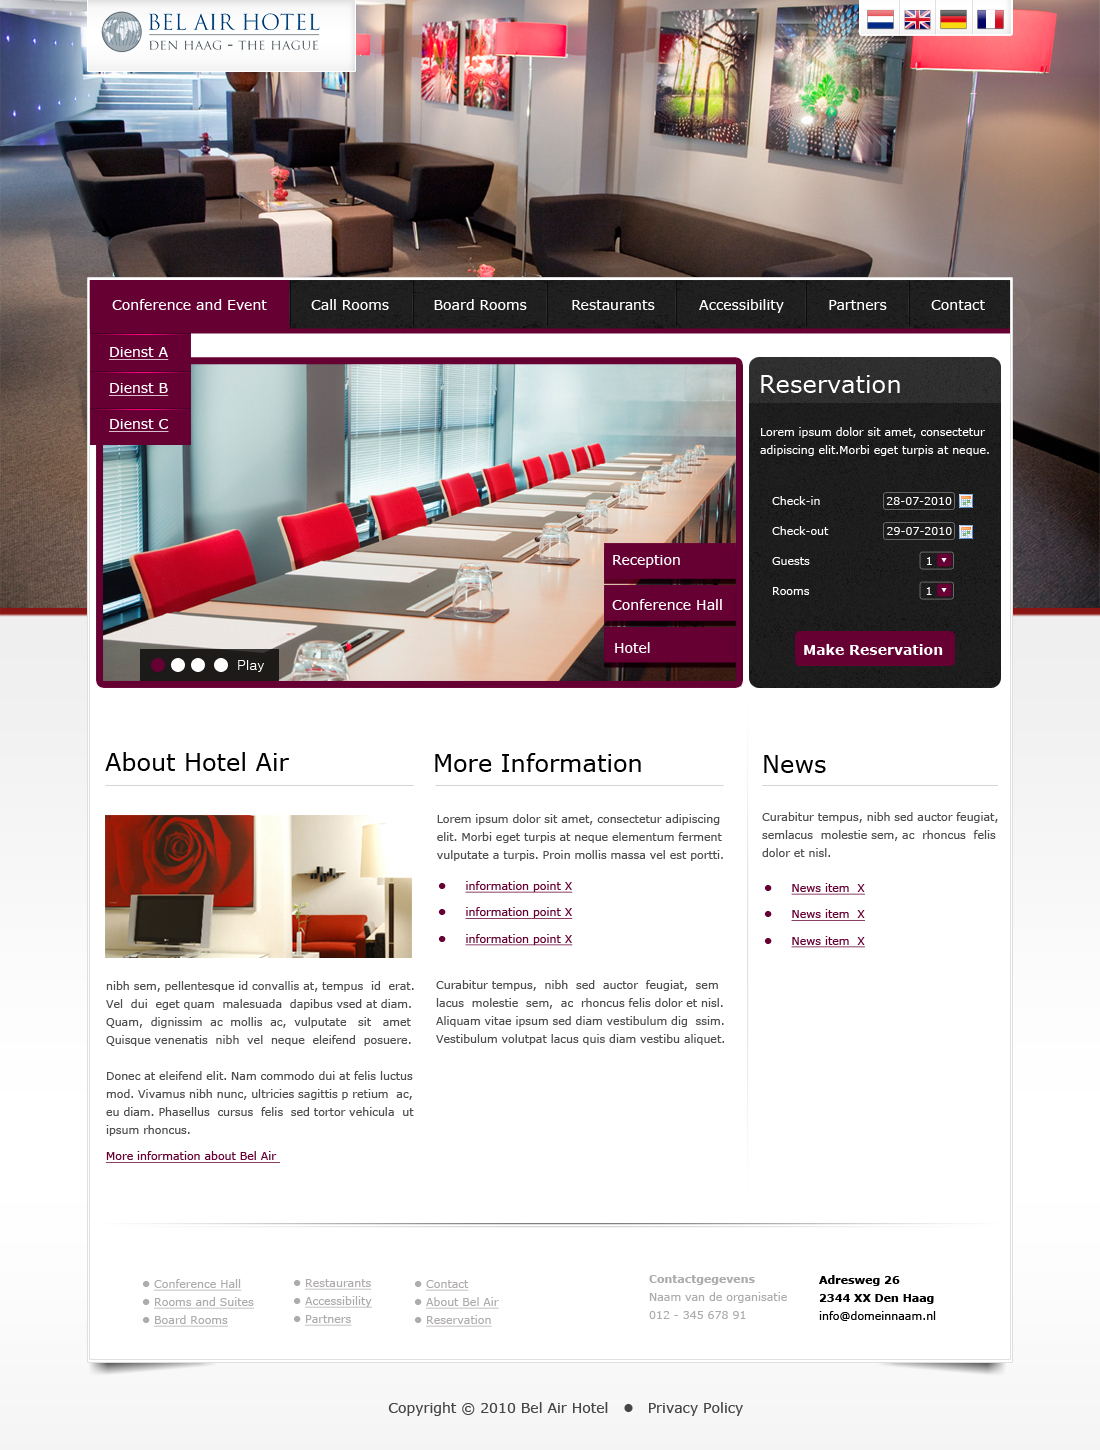 BEL AIR HOTEL
DEN HAAG - THE HAGUE
Conference and Event
Call Rooms
Board Rooms
Restaurants
Accessibility
Partners
Contact
Dienst A
Dienst B
Dienst C
Reception
Conference Hall
Hotel
Play
Reservation
Lorem ipsum dolor sit amet, consectetur
adipiscing elit.Morbi eget turpis at neque.
Check-in 28-07-2010
Check-out 29-07-2010
Guests 1
Rooms 1
Make Reservation
About Hotel Air
nibh sem, pellentesque id convallis at, tempus id erat.
Vel dui eget quam malesuada dapibus vsed at diam.
Quam, dignissim ac mollis ac, vulputate sit amet
Quisque venenatis nibh vel neque eleifend posuere.
Donec at eleifend elit. Nam commodo dui at felis luctus
mod. Vivamus nibh nunc, ultricies sagittis p retium ac,
eu diam. Phasellus cursus felis sed tortor vehicula ut
ipsum rhoncus.
More information about Bel Air
More Information
Lorem ipsum dolor sit amet, consectetur adipiscing
elit. Morbi eget turpis at neque elementum ferment
vulputate a turpis. Proin mollis massa vel est portti.
information point X
information point X
information point X
Curabitur tempus, nibh sed auctor feugiat, sem
lacus molestie sem, ac rhoncus felis dolor et nisl.
Aliquam vitae ipsum sed diam vestibulum dig ssim.
Vestibulum volutpat lacus quis diam vestibu aliquet.
News
Curabitur tempus, nibh sed auctor feugiat,
semlacus molestie sem, ac rhoncus felis
dolor et nisl.
News item X
News item X
News item X
Conference Hall
Rooms and Suites
Board Rooms
Restaurants
Accessibility
Partners
Contact
About Bel Air
Reservation
Contactgegevens
Naam van de organisatie
012 - 345 678 91
Adresweg 26
2344 XX Den Haag
info@domeinnaam.nl
Copyright © 2010 Bel Air Hotel ● Privacy Policy